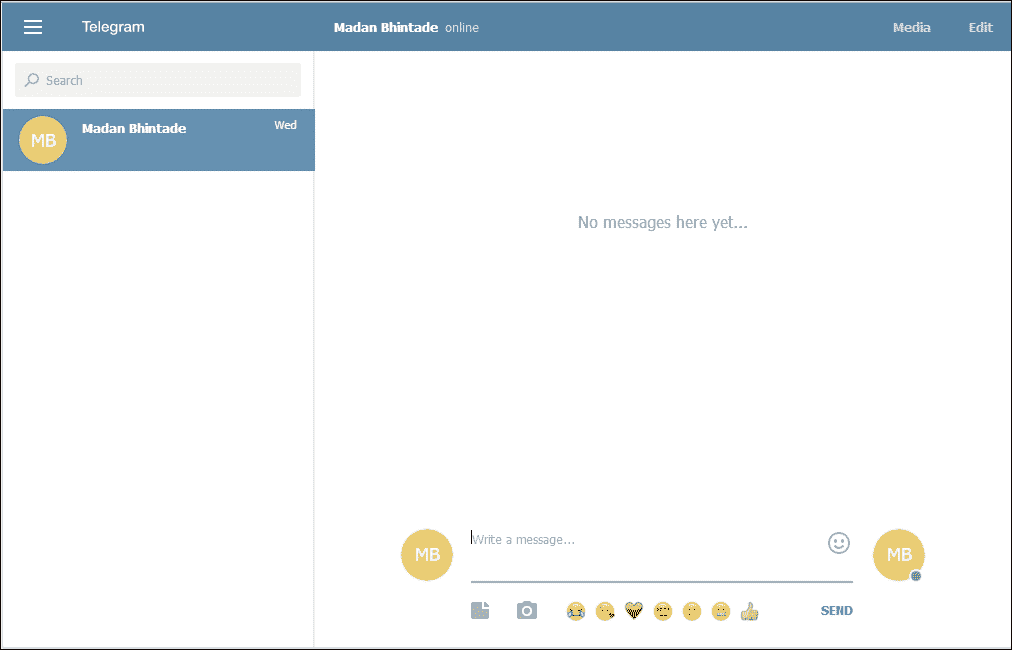 Telegram
Madan Bhintade online
Media
Edit
Search
MB
Madan Bhintade
Wed
No messages here yet...
MB
Write a message...
MB
SEND